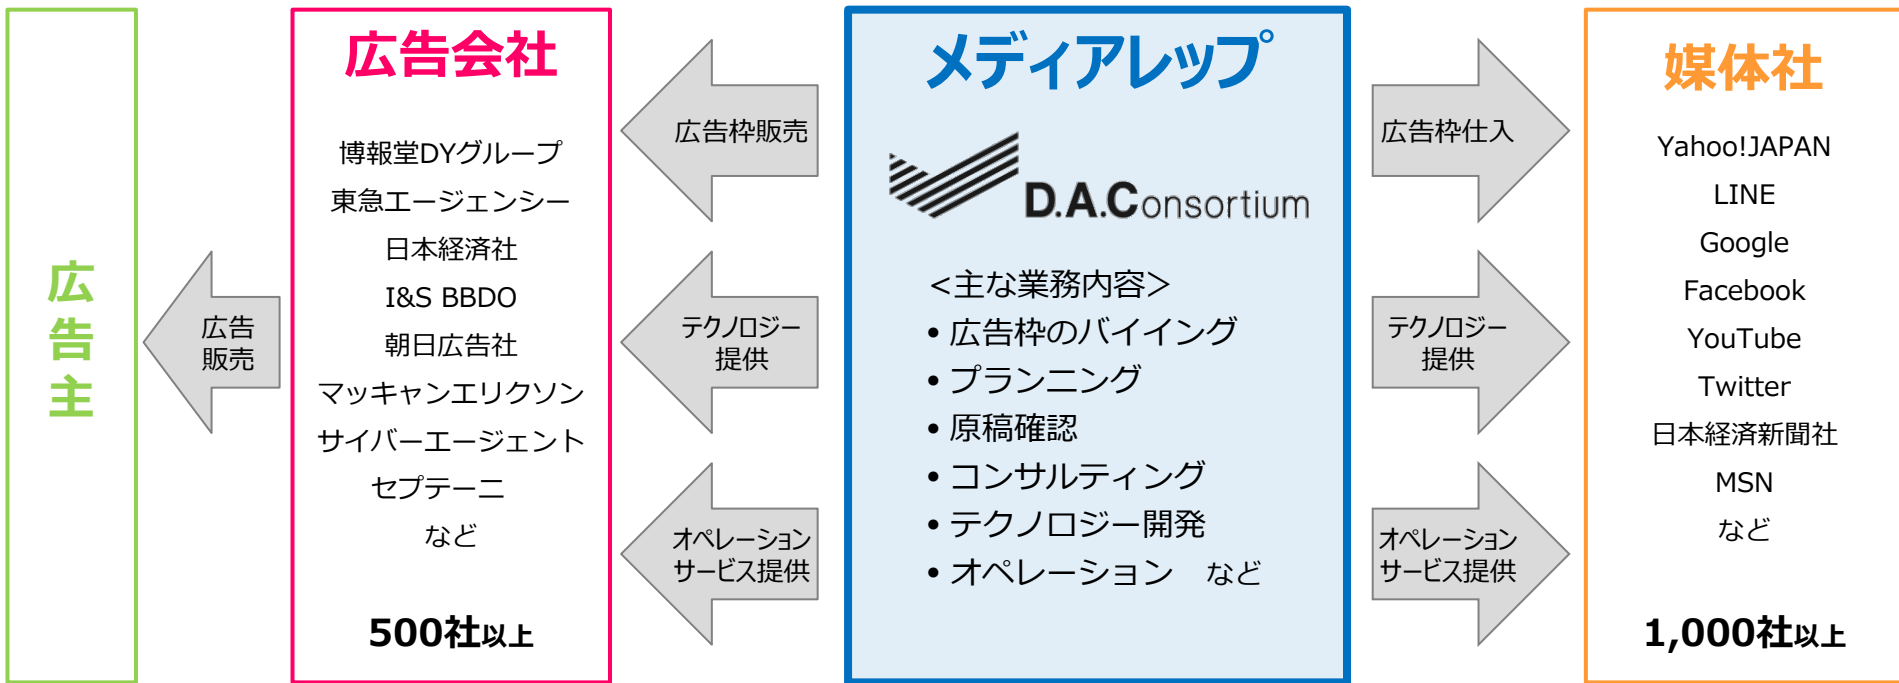 広告主
広告
販売
広告会社
博報堂DYグループ
東急エージェンシー
日本経済社
I&S BBDO
朝日広告社
マッキャンエリクソン
サイバーエージェント
セプテーニ
など
500社以上
広告枠販売
テクノロジー
提供
オペレーション
サービス提供
メディアレップ
D.A.Consortium
<主な業務内容>
• 広告枠のバイイング
• プランニング
• 原稿確認
• コンサルティング
• テクノロジー開発
• オペレーション　など
広告枠仕入
テクノロジー
提供
オペレーション
サービス提供
媒体社
Yahoo!JAPAN
LINE
Google
Facebook
YouTube
Twitter
日本経済新聞社
MSN
など
1,000社以上